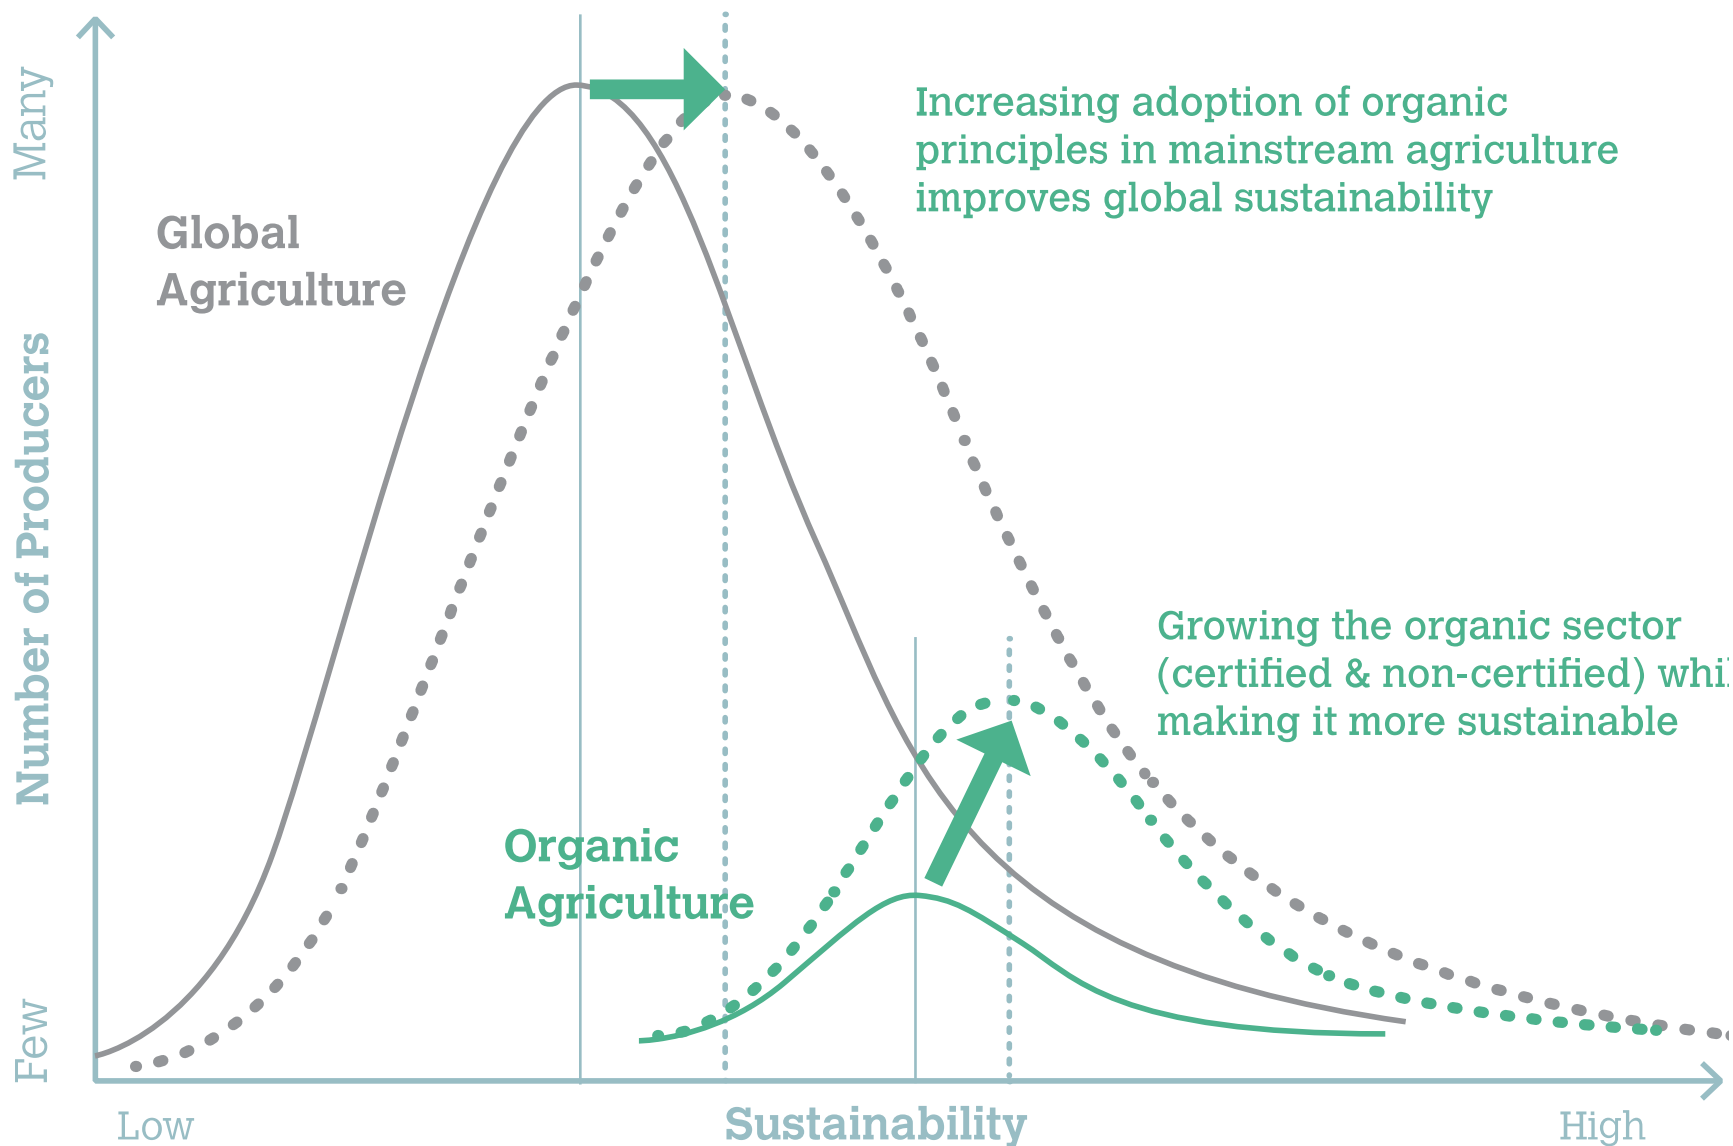 Many
Increasing adoption of organic
principles in mainstream agriculture
improves global sustainability
Global
Agriculture
Number of Producers
Growing the organic sector
(certified & non-certified) whil
making it more sustainable
Organic
Agriculture
Few
Low
Sustainability
High